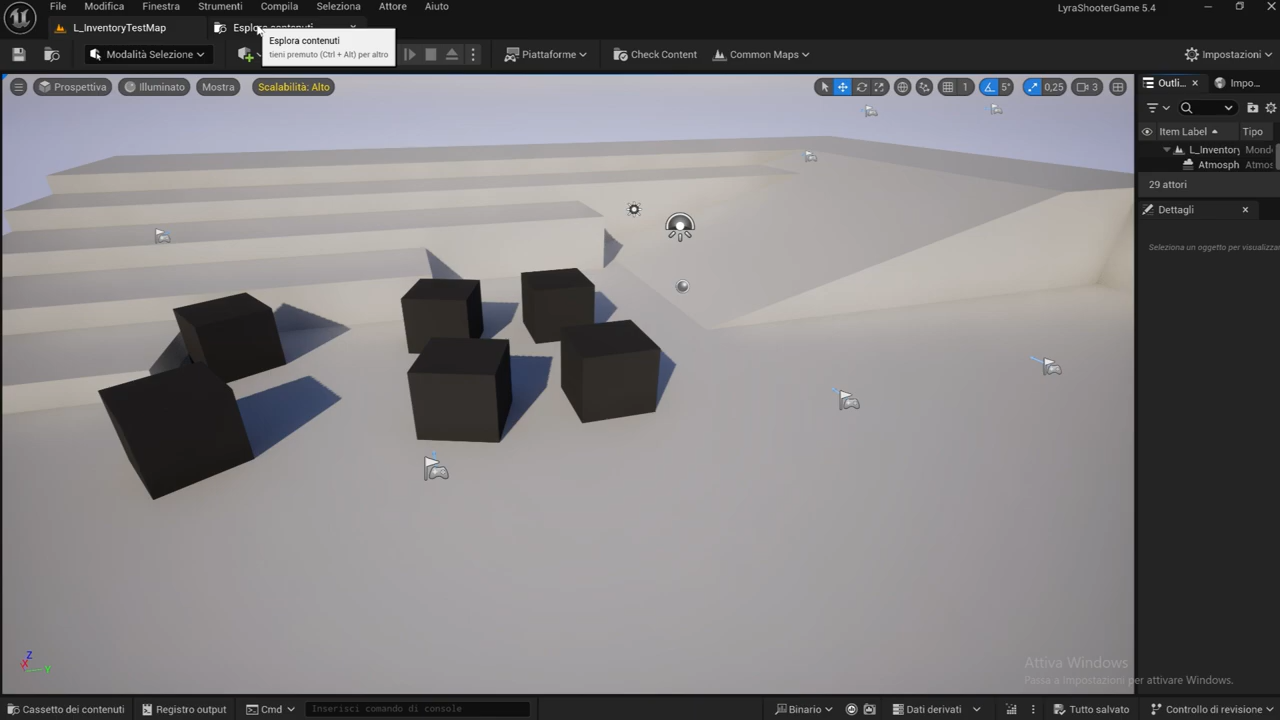 File Modifica Finestra Strumenti Compila Seleziona Attore Aiuto
LyraShooterGame 5.4
L_InventoryTestMap
Esplora contenuti
tieni premuto (Ctrl + Alt) per altro
Modalità Selezione
Piattaforme
Check Content
Common Maps
Impostazioni
Prospettiva
Illuminato
Mostra
Scalabilità: Alto
1
5°
0,25
3
Outli...
Impo...
Item Label
Tipo
L_Inventory
Mond
Atmosph
Atmos
29 attori
Dettagli
Seleziona un oggetto per visualizza
Z
X
Y
Attiva Windows
Passa a Impostazioni per attivare Windows.
Cassetto dei contenuti
Registro output
Cmd
Inserisci comando di console
Binario
Dati derivati
Tutto salvato
Controllo di revisione